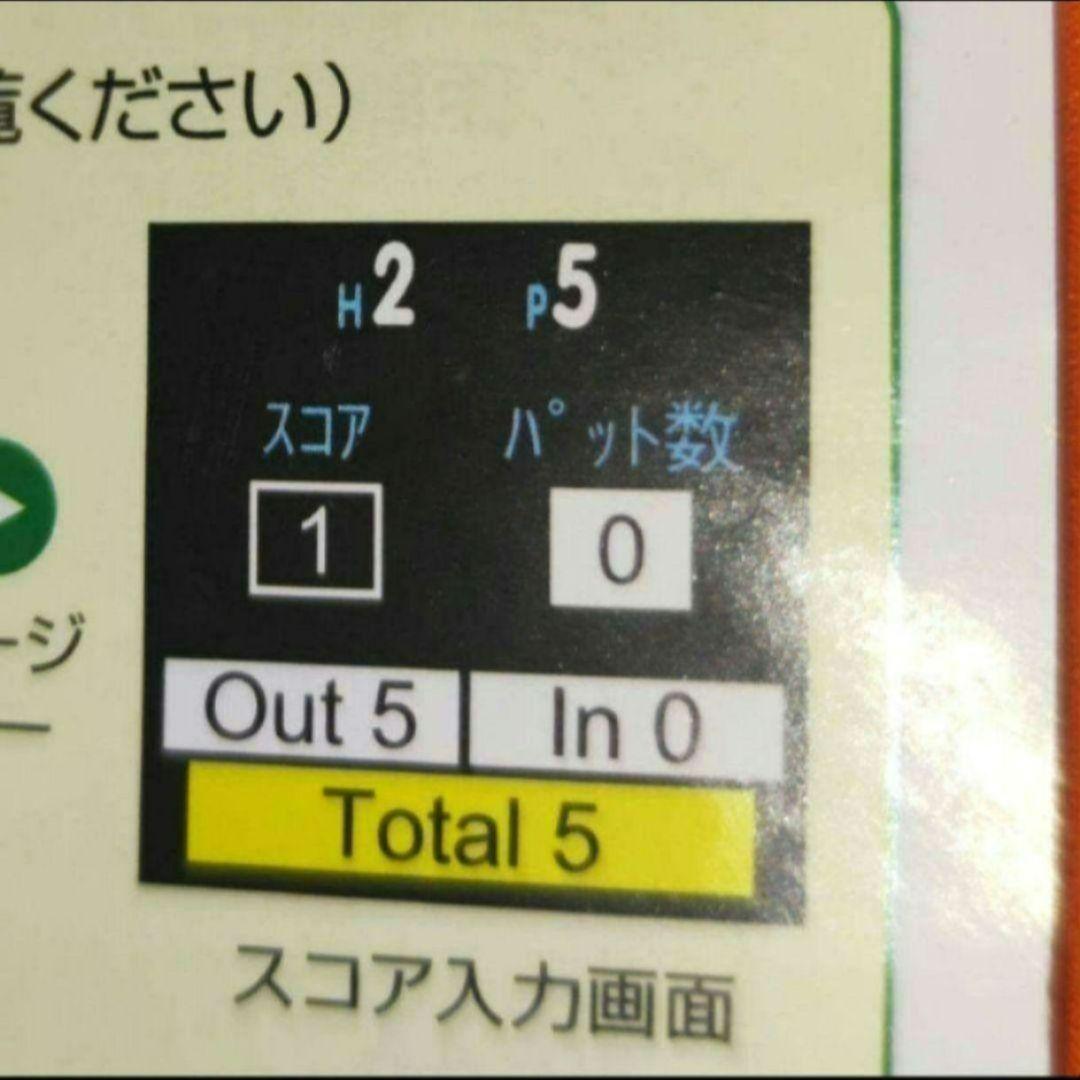 覧ください）
H2 P5
スコア パット数
1 0
ージ
Out 5 In 0
Total 5
スコア入力画面